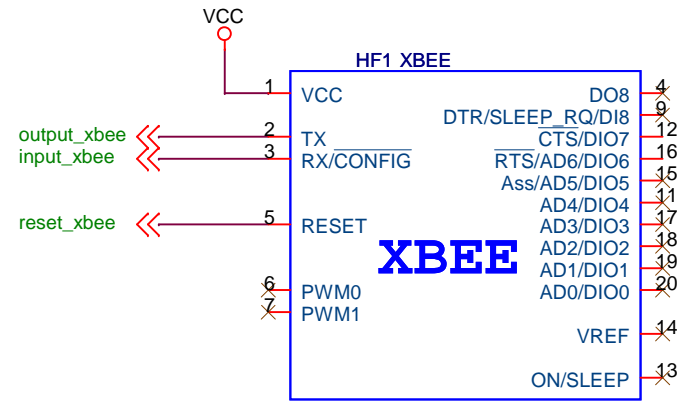 VCC
HF1 XBEE
1 VCC DO8 4
DTR/SLEEP_RQ/DI8 9
output_xbee 2 TX CTS/DIO7 12
input_xbee 3 RX/CONFIG RTS/AD6/DIO6 16
Ass/AD5/DIO5 15
AD4/DIO4 11
reset_xbee 5 RESET AD3/DIO3 17
XBEE AD2/DIO2 18
AD1/DIO1 19
6 PWM0 AD0/DIO0 20
7 PWM1
VREF 14
ON/SLEEP 13